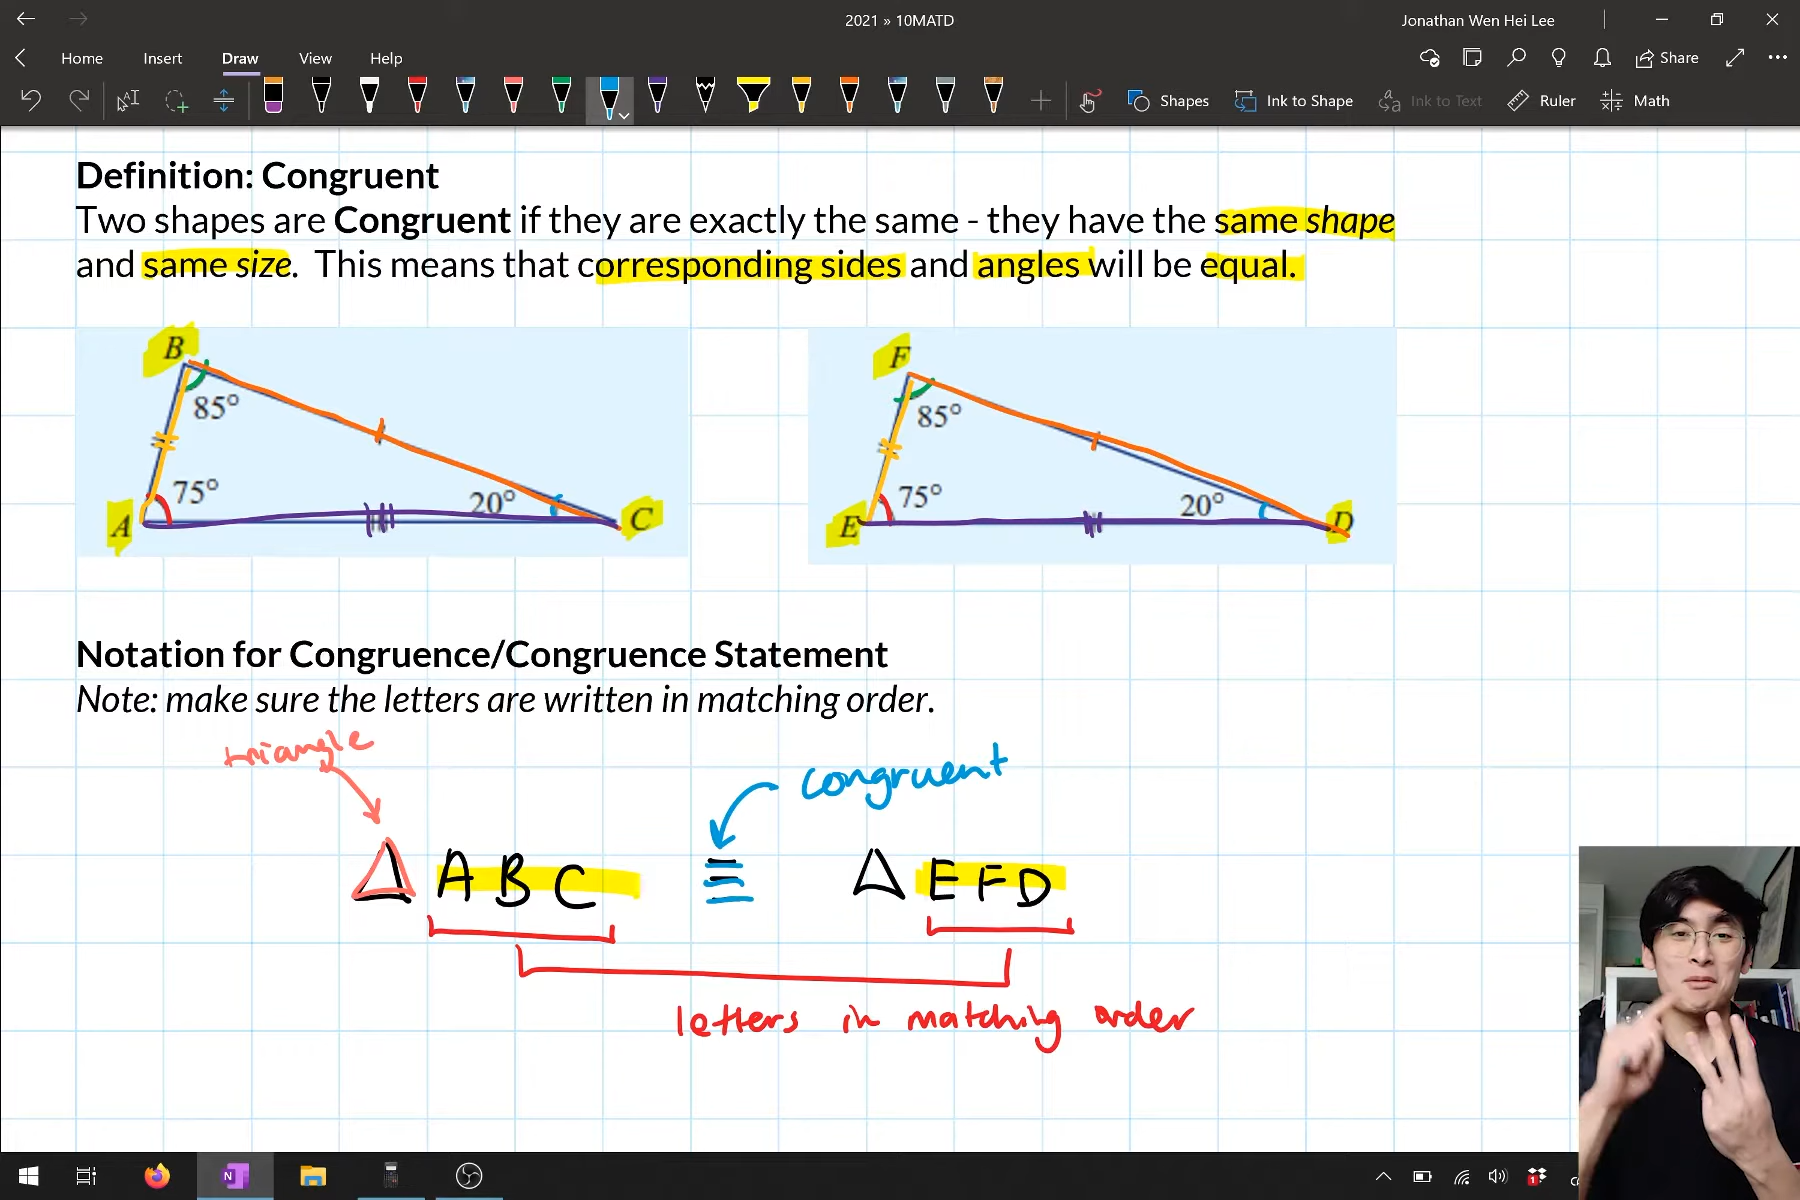 2021 » 10MATD
Jonathan Wen Hei Lee
Home Insert Draw View Help
Share
Shapes
Ink to Shape
Ink to Text
Ruler
Math
Definition: Congruent
Two shapes are Congruent if they are exactly the same - they have the same shape
and same size. This means that corresponding sides and angles will be equal.
B
85°
75°
20°
A
C
F
85°
75°
20°
E
D
Notation for Congruence/Congruence Statement
Note: make sure the letters are written in matching order.
triangle
congruent
Δ ABC ≡ Δ EFD
letters in matching order